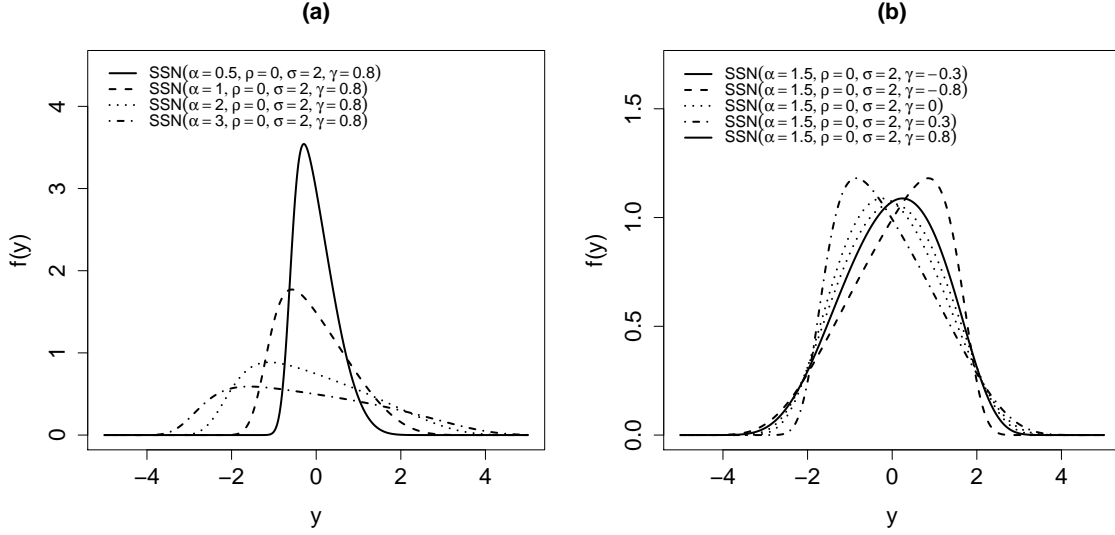 (a)
SSN(α = 0.5, ρ = 0, σ = 2, γ = 0.8)
SSN(α = 1, ρ = 0, σ = 2, γ = 0.8)
SSN(α = 2, ρ = 0, σ = 2, γ = 0.8)
SSN(α = 3, ρ = 0, σ = 2, γ = 0.8)
f(y)
4
3
2
1
0
−4 −2 0 2 4
y
(b)
SSN(α = 1.5, ρ = 0, σ = 2, γ = −0.3)
SSN(α = 1.5, ρ = 0, σ = 2, γ = −0.8)
SSN(α = 1.5, ρ = 0, σ = 2, γ = 0)
SSN(α = 1.5, ρ = 0, σ = 2, γ = 0.3)
SSN(α = 1.5, ρ = 0, σ = 2, γ = 0.8)
f(y)
1.5
1.0
0.5
0.0
−4 −2 0 2 4
y